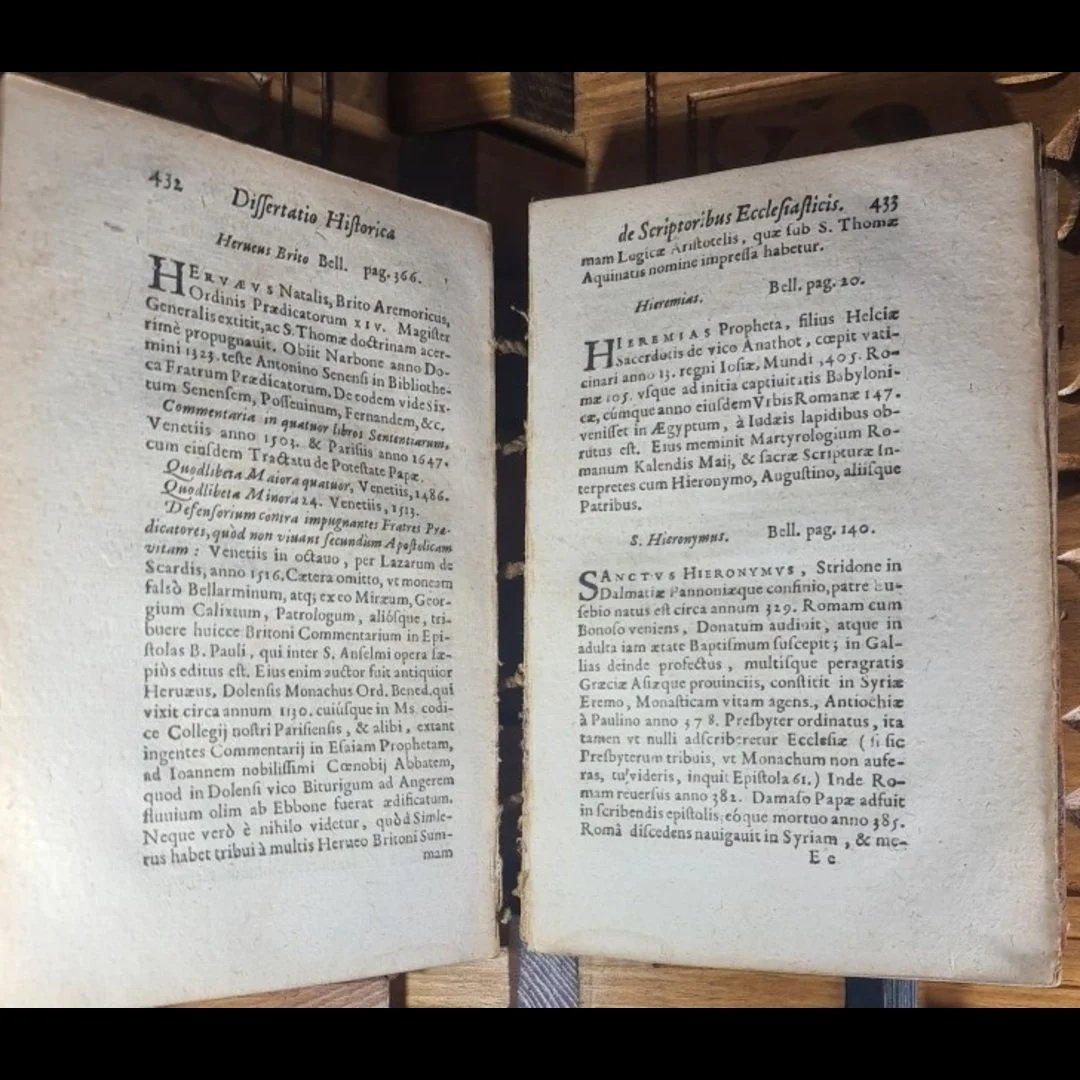 432
Dissertatio Historica
Herueus Brito Bell. pag. 366.
HERVÆVS Natalis, Brito Aremoricus,
Ordinis Prædicatorum XIV. Magister
Generalis extitit, ac S. Thomæ doctrinam acer-
rimè propugnauit. Obiit Narbone anno Do-
mini 1323. teste Antonino Senensi in Bibliothe-
ca Fratrum Prædicatorum. De eodem vide Six-
tum Senensem, Posseuinum, Fernandem, &c.
Commentaria in quatuor libros Sententiarum,
Venetiis anno 1503. & Parisiis anno 1647.
cum eiusdem Tractatu de Potestate Papæ.
Quodlibeta Maiora quatuor, Venetiis, 1486.
Quodlibeta Minora 24. Venetiis, 1513.
Defensorium contra impugnantes Fratres Præ-
dicatores, quòd non viuant secundùm Apostolicam
vitam: Venetiis in octauo, per Lazarum de
Scardis, anno 1516. Cætera omitto, vt moneam
falsò Bellarminum, atq; ex eo Miræum, Geor-
gium Calixtum, Patrologum, aliósque, tri-
buere huicce Britoni Commentarium in Epi-
stolas B. Pauli, qui inter S. Anselmi opera sæ-
piùs editus est. Eius enim auctor fuit antiquior
Heruæus, Dolensis Monachus Ord. Bened. qui
vixit circa annum 1130. cuiúsque in Ms. codi-
ce Collegij nostri Parisiensis, & alibi, extant
ingentes Commentarij in Esaiam Prophetam,
ad Ioannem nobilissimi Cœnobij Abbatem,
quod in Dolensi vico Biturigum ad Angerem
fluuium olim ab Ebbone fuerat ædificatum.
Neque verò è nihilo videtur, quòd Simle-
rus habet tribui à multis Herueo Britoni Sum-
mam
de Scriptoribus Ecclesiasticis. 433
mam Logicæ Aristotelis, quæ sub S. Thomæ
Aquinatis nomine impressa habetur.
Hieremias. Bell. pag. 20.
HIEREMIAS Propheta, filius Helciæ
Sacerdotis de vico Anathot, cœpit vati-
cinari anno 13. regni Iosiæ, Mundi, 405. Ro-
mæ 105. vsque ad initia captiuitatis Babyloni-
cæ, cúmque anno eiusdem Vrbis Romanæ 147.
venisset in Ægyptum, à Iudæis lapidibus ob-
rutus est. Eius meminit Martyrologium Ro-
manum Kalendis Maij, & sacræ Scripturæ In-
terpretes cum Hieronymo, Augustino, aliisque
Patribus.
S. Hieronymus. Bell. pag. 140.
SANCTVS HIERONYMVS, Stridone in
Dalmatiæ Pannoniæque confinio, patre Eu-
sebio natus est circa annum 329. Romam cum
Bonoso veniens, Donatum audiuit, atque in
adulta iam ætate Baptismum suscepit; in Gal-
lias deinde profectus, multisque peragratis
Græciæ Asiæque prouinciis, constitit in Syriæ
Eremo, Monasticam vitam agens, Antiochiæ
à Paulino anno 378. Presbyter ordinatus, ita
tamen vt nulli adscriberetur Ecclesiæ (si sic
Presbyterum tribuis, vt Monachum non aufe-
ras, tu videris, inquit Epistola 61.) Inde Ro-
mam reuersus anno 382. Damaso Papæ adfuit
in scribendis epistolis, eóque mortuo anno 385.
Româ discedens nauigauit in Syriam, & me-
E e